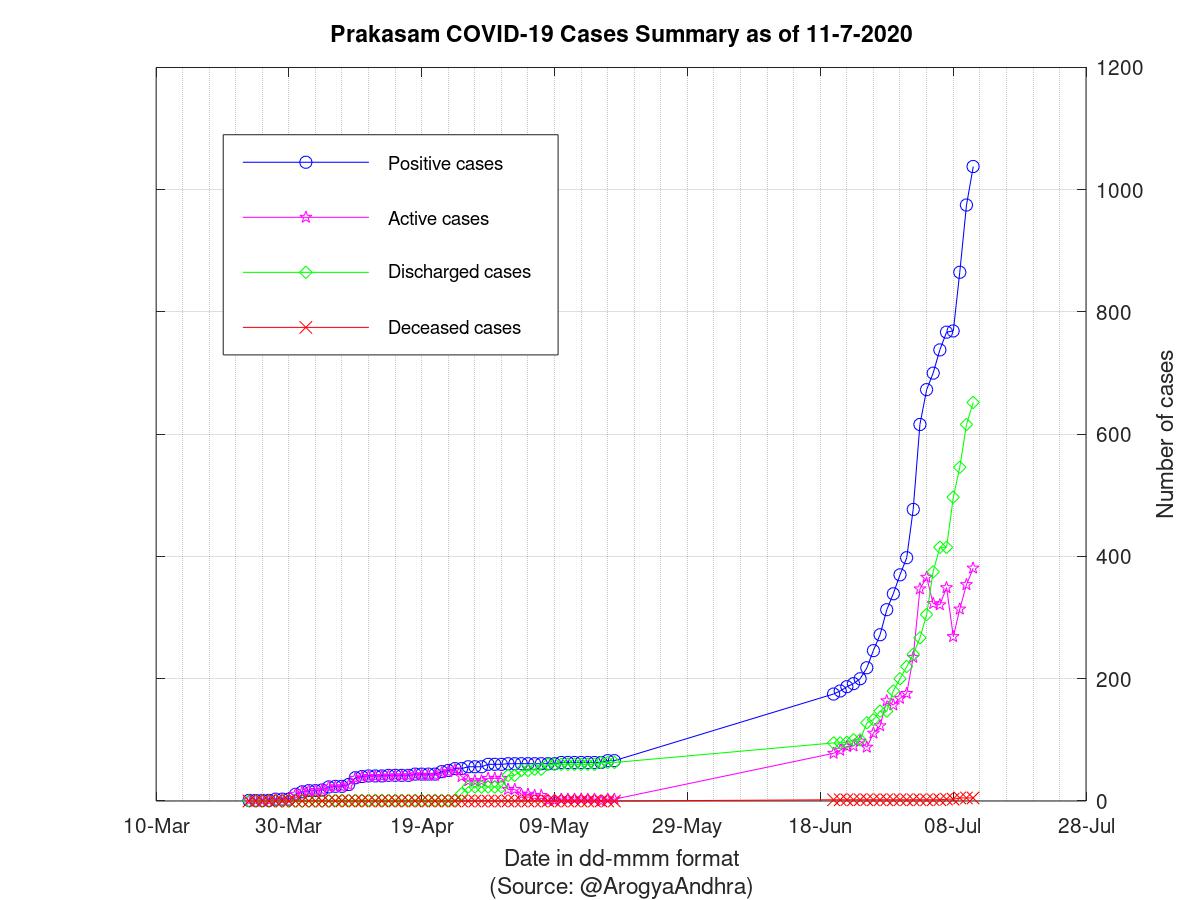 Prakasam COVID-19 Cases Summary as of 11-7-2020
Positive cases
Active cases
Discharged cases
Deceased cases
1200
1000
800
600
400
200
0
Number of cases
10-Mar 30-Mar 19-Apr 09-May 29-May 18-Jun 08-Jul 28-Jul
Date in dd-mmm format
(Source: @ArogyaAndhra)